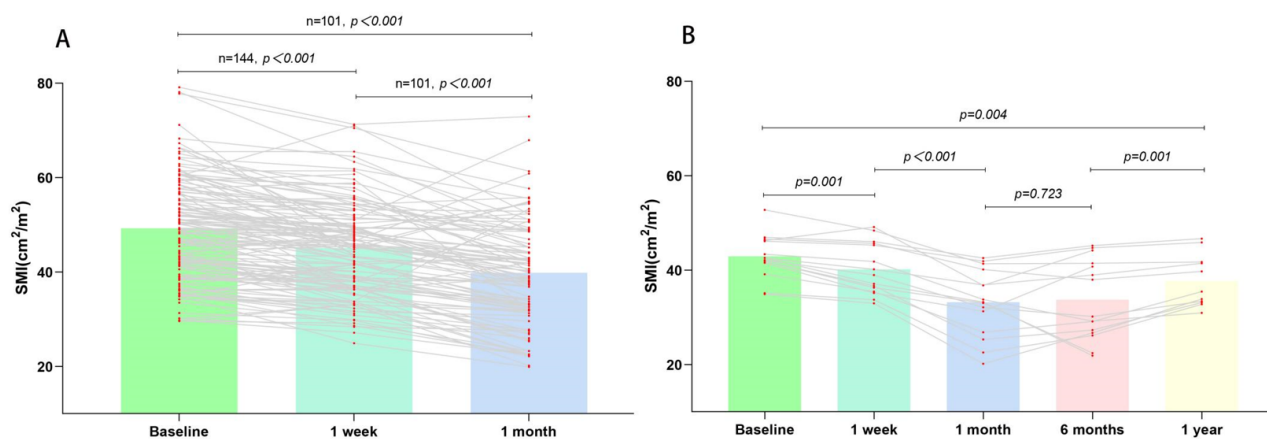 A
n=101, p<0.001
n=144, p<0.001
n=101, p<0.001
SMI(cm²/m²)
80
60
40
20
Baseline
1 week
1 month
B
p=0.004
p<0.001
p=0.001
p=0.001
p=0.723
SMI(cm²/m²)
80
60
40
20
Baseline
1 week
1 month
6 months
1 year